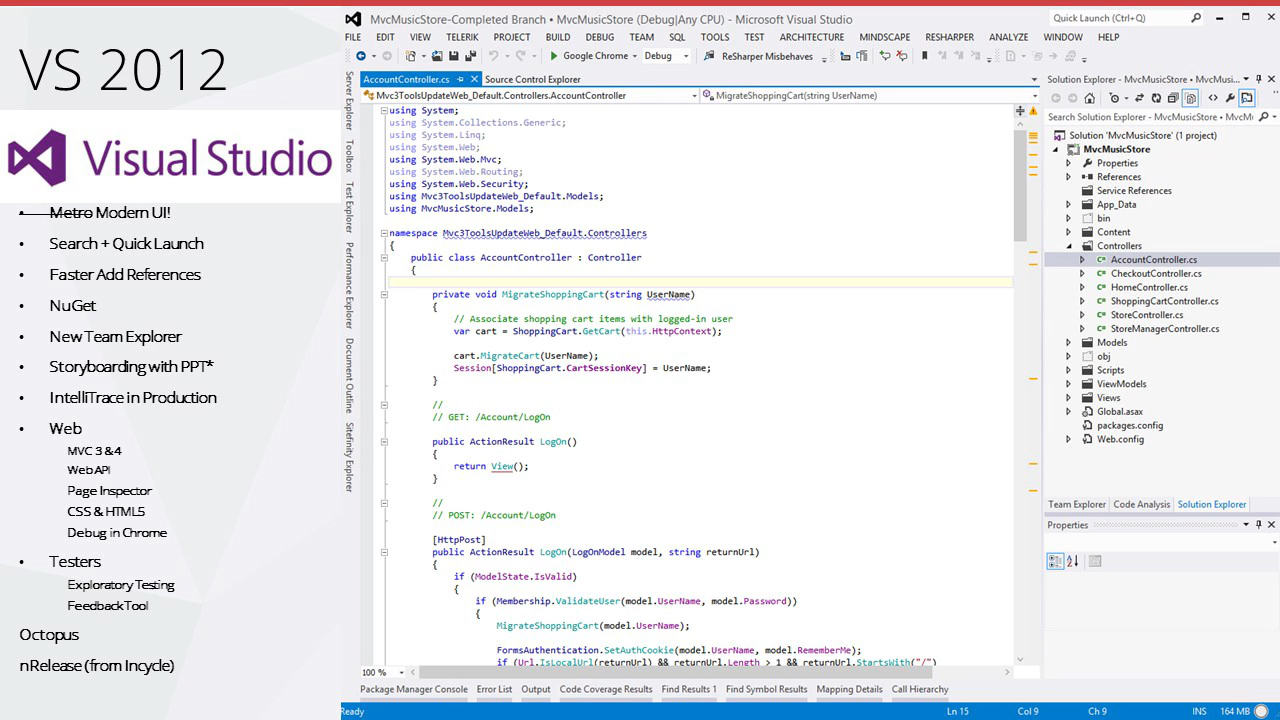 VS 2012
Visual Studio
• Metro Modern UI!
• Search + Quick Launch
• Faster Add References
• NuGet
• New Team Explorer
• Storyboarding with PPT*
• IntelliTrace in Production
• Web
MVC 3 & 4
Web API
Page Inspector
CSS & HTML5
Debug in Chrome
• Testers
Exploratory Testing
Feedback Tool
Octopus
nRelease (from Incycle)
MvcMusicStore-Completed Branch • MvcMusicStore (Debug|Any CPU) - Microsoft Visual Studio
Quick Launch (Ctrl+Q)
FILE EDIT VIEW TELERIK PROJECT BUILD DEBUG TEAM SQL TOOLS TEST ARCHITECTURE MINDSCAPE RESHARPER ANALYZE WINDOW HELP
Google Chrome Debug ReSharper Misbehaves
Server Explorer
Toolbox
Test Explorer
Performance Explorer
Document Outline
Sitefinity Explorer
AccountController.cs Source Control Explorer
Mvc3ToolsUpdateWeb_Default.Controllers.AccountController MigrateShoppingCart(string UserName)
using System;
using System.Collections.Generic;
using System.Linq;
using System.Web;
using System.Web.Mvc;
using System.Web.Routing;
using System.Web.Security;
using Mvc3ToolsUpdateWeb_Default.Models;
using MvcMusicStore.Models;
namespace Mvc3ToolsUpdateWeb_Default.Controllers
{
public class AccountController : Controller
{
private void MigrateShoppingCart(string UserName)
{
// Associate shopping cart items with logged-in user
var cart = ShoppingCart.GetCart(this.HttpContext);
cart.MigrateCart(UserName);
Session[ShoppingCart.CartSessionKey] = UserName;
}
//
// GET: /Account/LogOn
public ActionResult LogOn()
{
return View();
}
//
// POST: /Account/LogOn
[HttpPost]
public ActionResult LogOn(LogOnModel model, string returnUrl)
{
if (ModelState.IsValid)
{
if (Membership.ValidateUser(model.UserName, model.Password))
{
MigrateShoppingCart(model.UserName);
FormsAuthentication.SetAuthCookie(model.UserName, model.RememberMe);
if (Url.IsLocalUrl(returnUrl) && returnUrl.Length > 1 && returnUrl.StartsWith("/")
100 %
Package Manager Console Error List Output Code Coverage Results Find Results 1 Find Symbol Results Mapping Details Call Hierarchy
Solution Explorer - MvcMusicStore - MvcMusi...
Search Solution Explorer - MvcMusicStore - MvcM
Solution 'MvcMusicStore' (1 project)
MvcMusicStore
Properties
References
Service References
App_Data
bin
Content
Controllers
AccountController.cs
CheckoutController.cs
HomeController.cs
ShoppingCartController.cs
StoreController.cs
StoreManagerController.cs
Models
obj
Scripts
ViewModels
Views
Global.asax
packages.config
Web.config
Team Explorer Code Analysis Solution Explorer
Properties
Ready Ln 15 Col 9 Ch 9 INS 164 MB